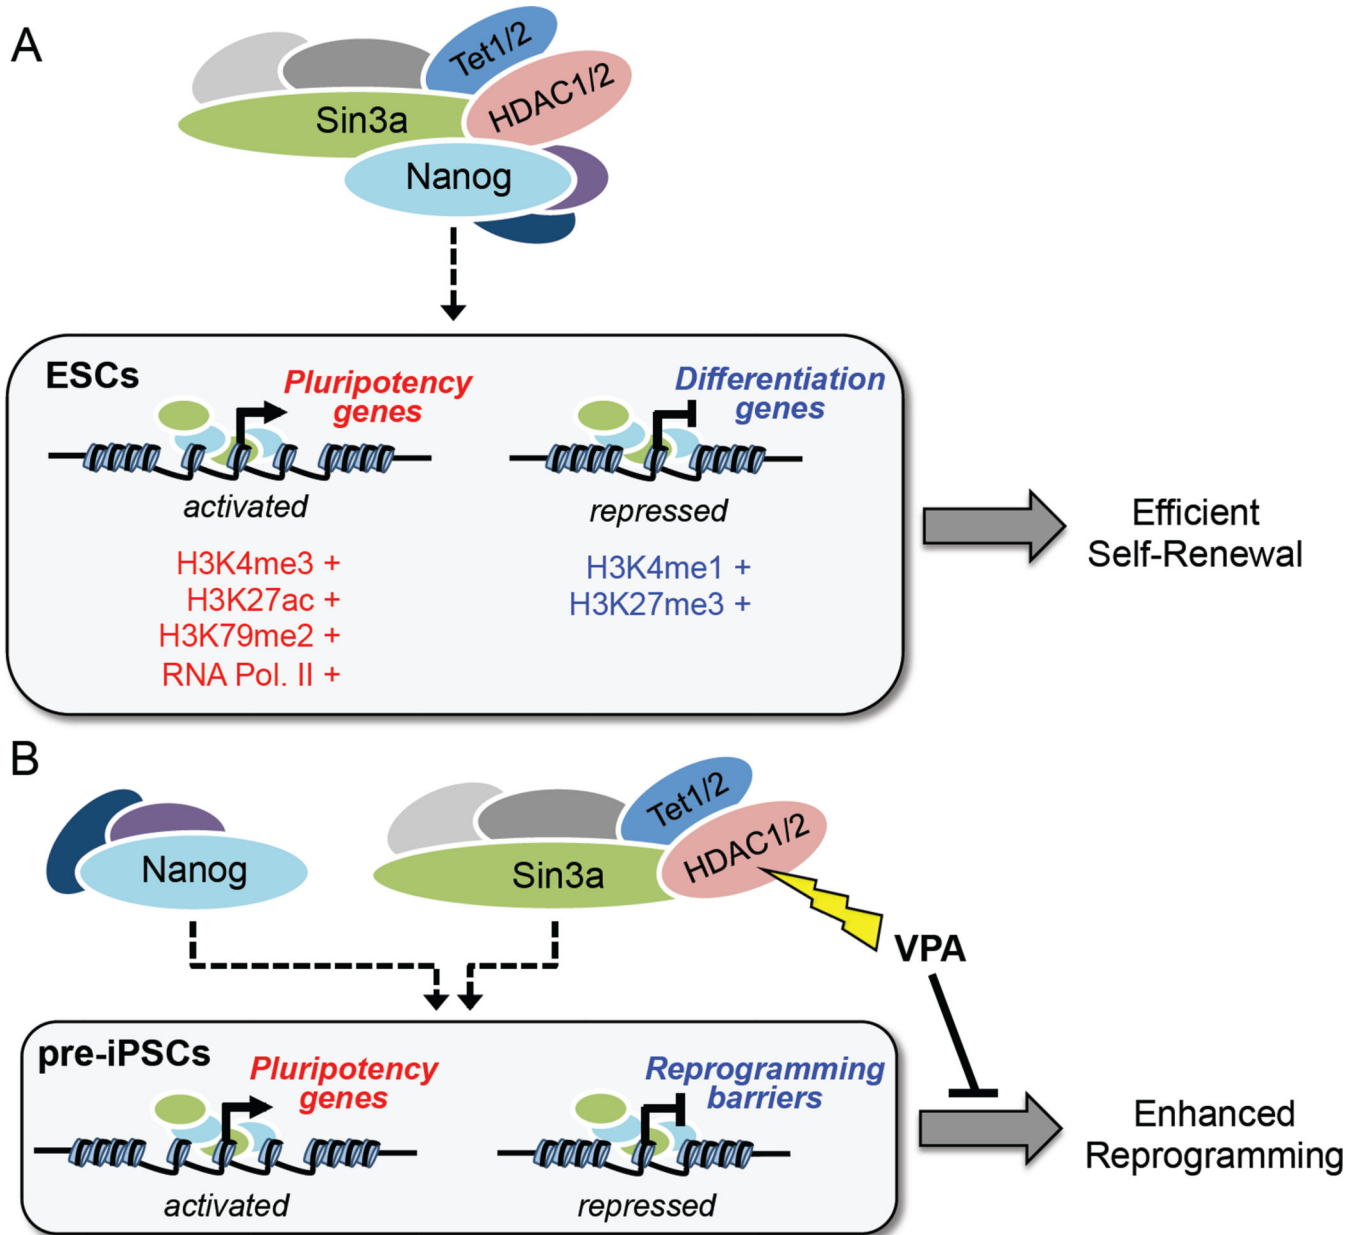 A
Tet1/2
HDAC1/2
Sin3a
Nanog
ESCs
Pluripotency
genes
Differentiation
genes
activated
repressed
H3K4me3 +
H3K27ac +
H3K79me2 +
RNA Pol. II +
H3K4me1 +
H3K27me3 +
Efficient
Self-Renewal
B
Nanog
Sin3a
Tet1/2
HDAC1/2
VPA
pre-iPSCs
Pluripotency
genes
Reprogramming
barriers
activated
repressed
Enhanced
Reprogramming